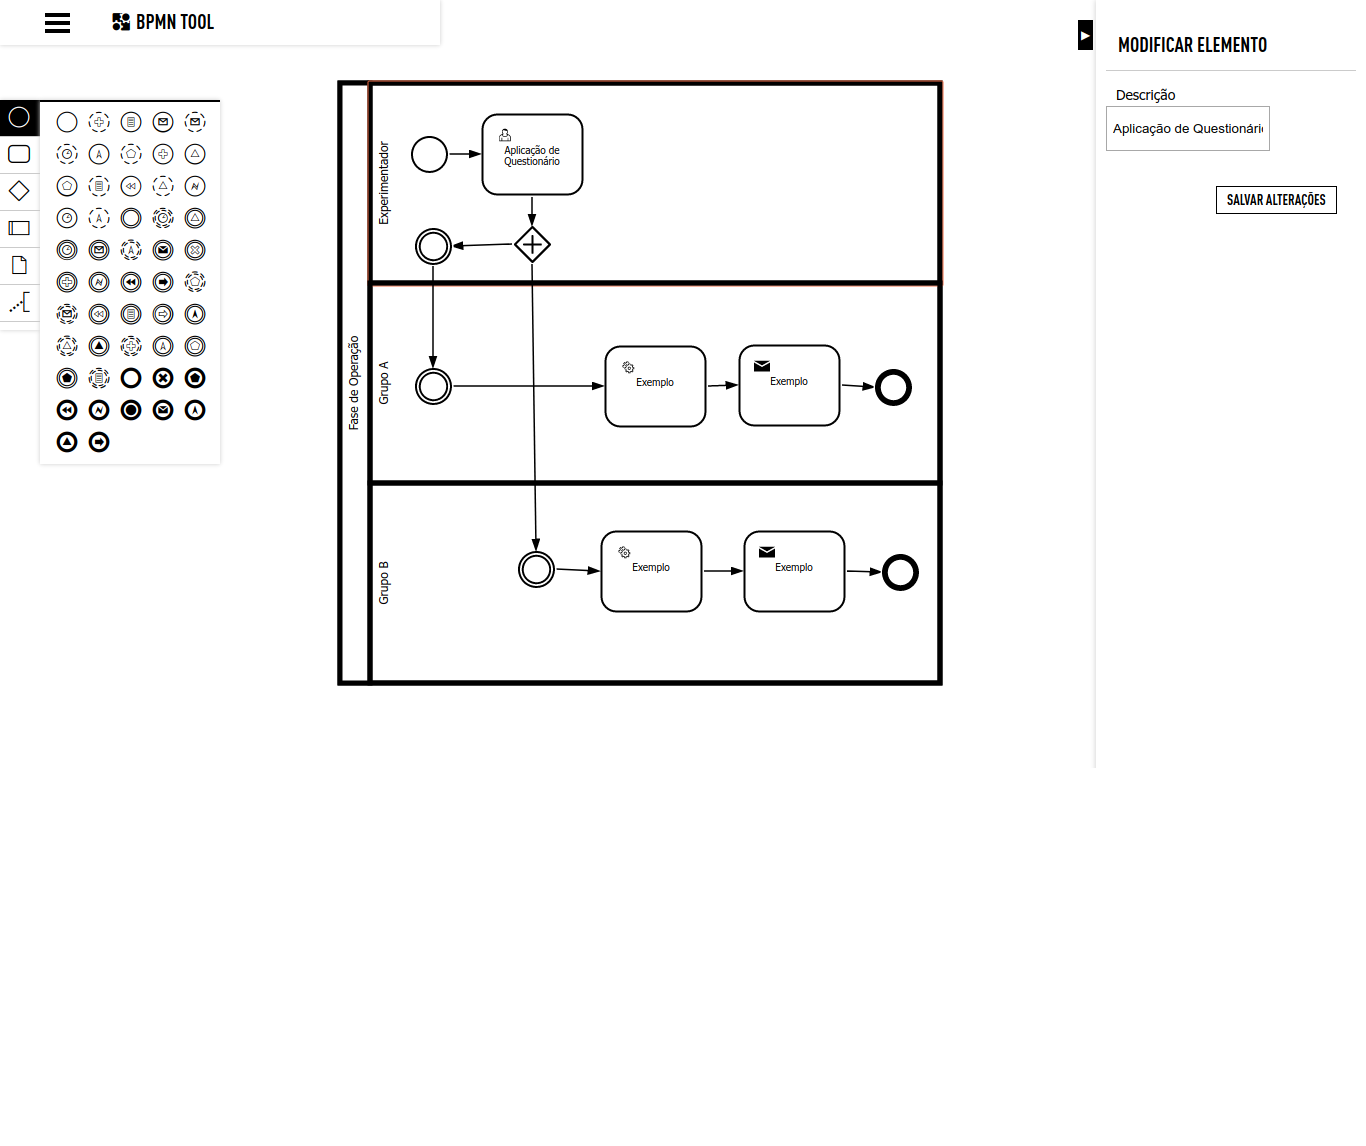 BPMN TOOL
MODIFICAR ELEMENTO
Descrição
Aplicação de Questionári
SALVAR ALTERAÇÕES
Fase de Operação
Experimentador
Aplicação de
Questionário
Grupo A
Exemplo
Exemplo
Grupo B
Exemplo
Exemplo